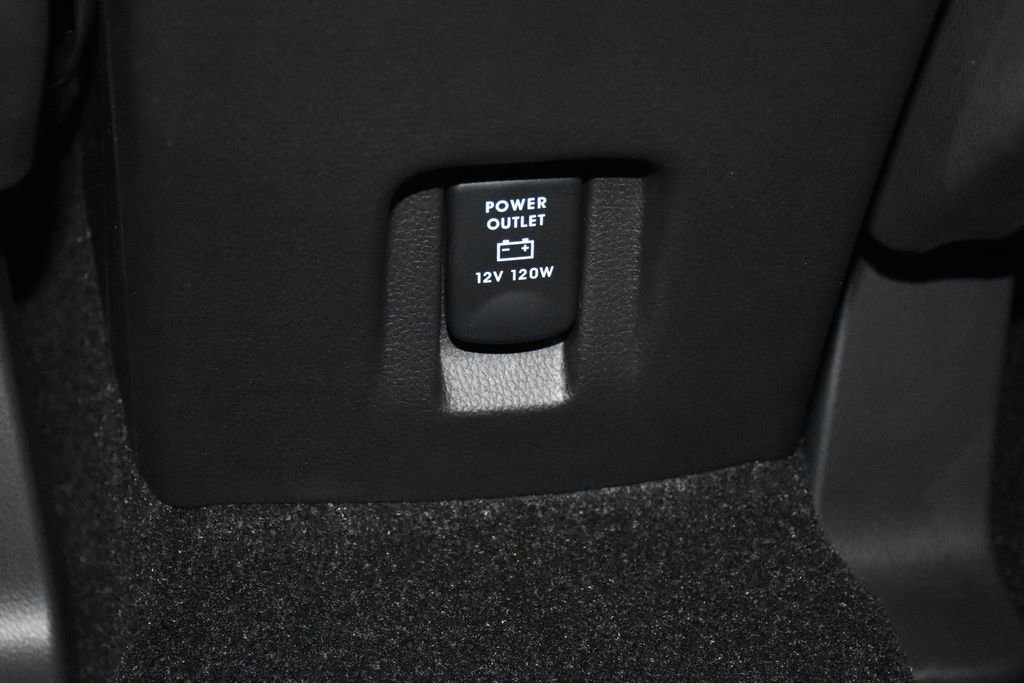 POWER
OUTLET
- +
12V 120W